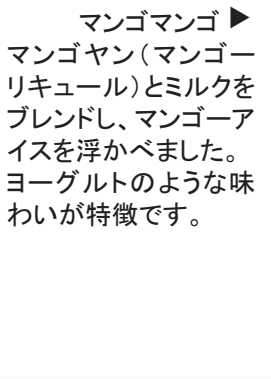 マンゴマンゴ ▶
マンゴヤン（マンゴー
リキュール）とミルクを
ブレンドし、マンゴーア
イスを浮かべました。
ヨーグルトのような味
わいが特徴です。